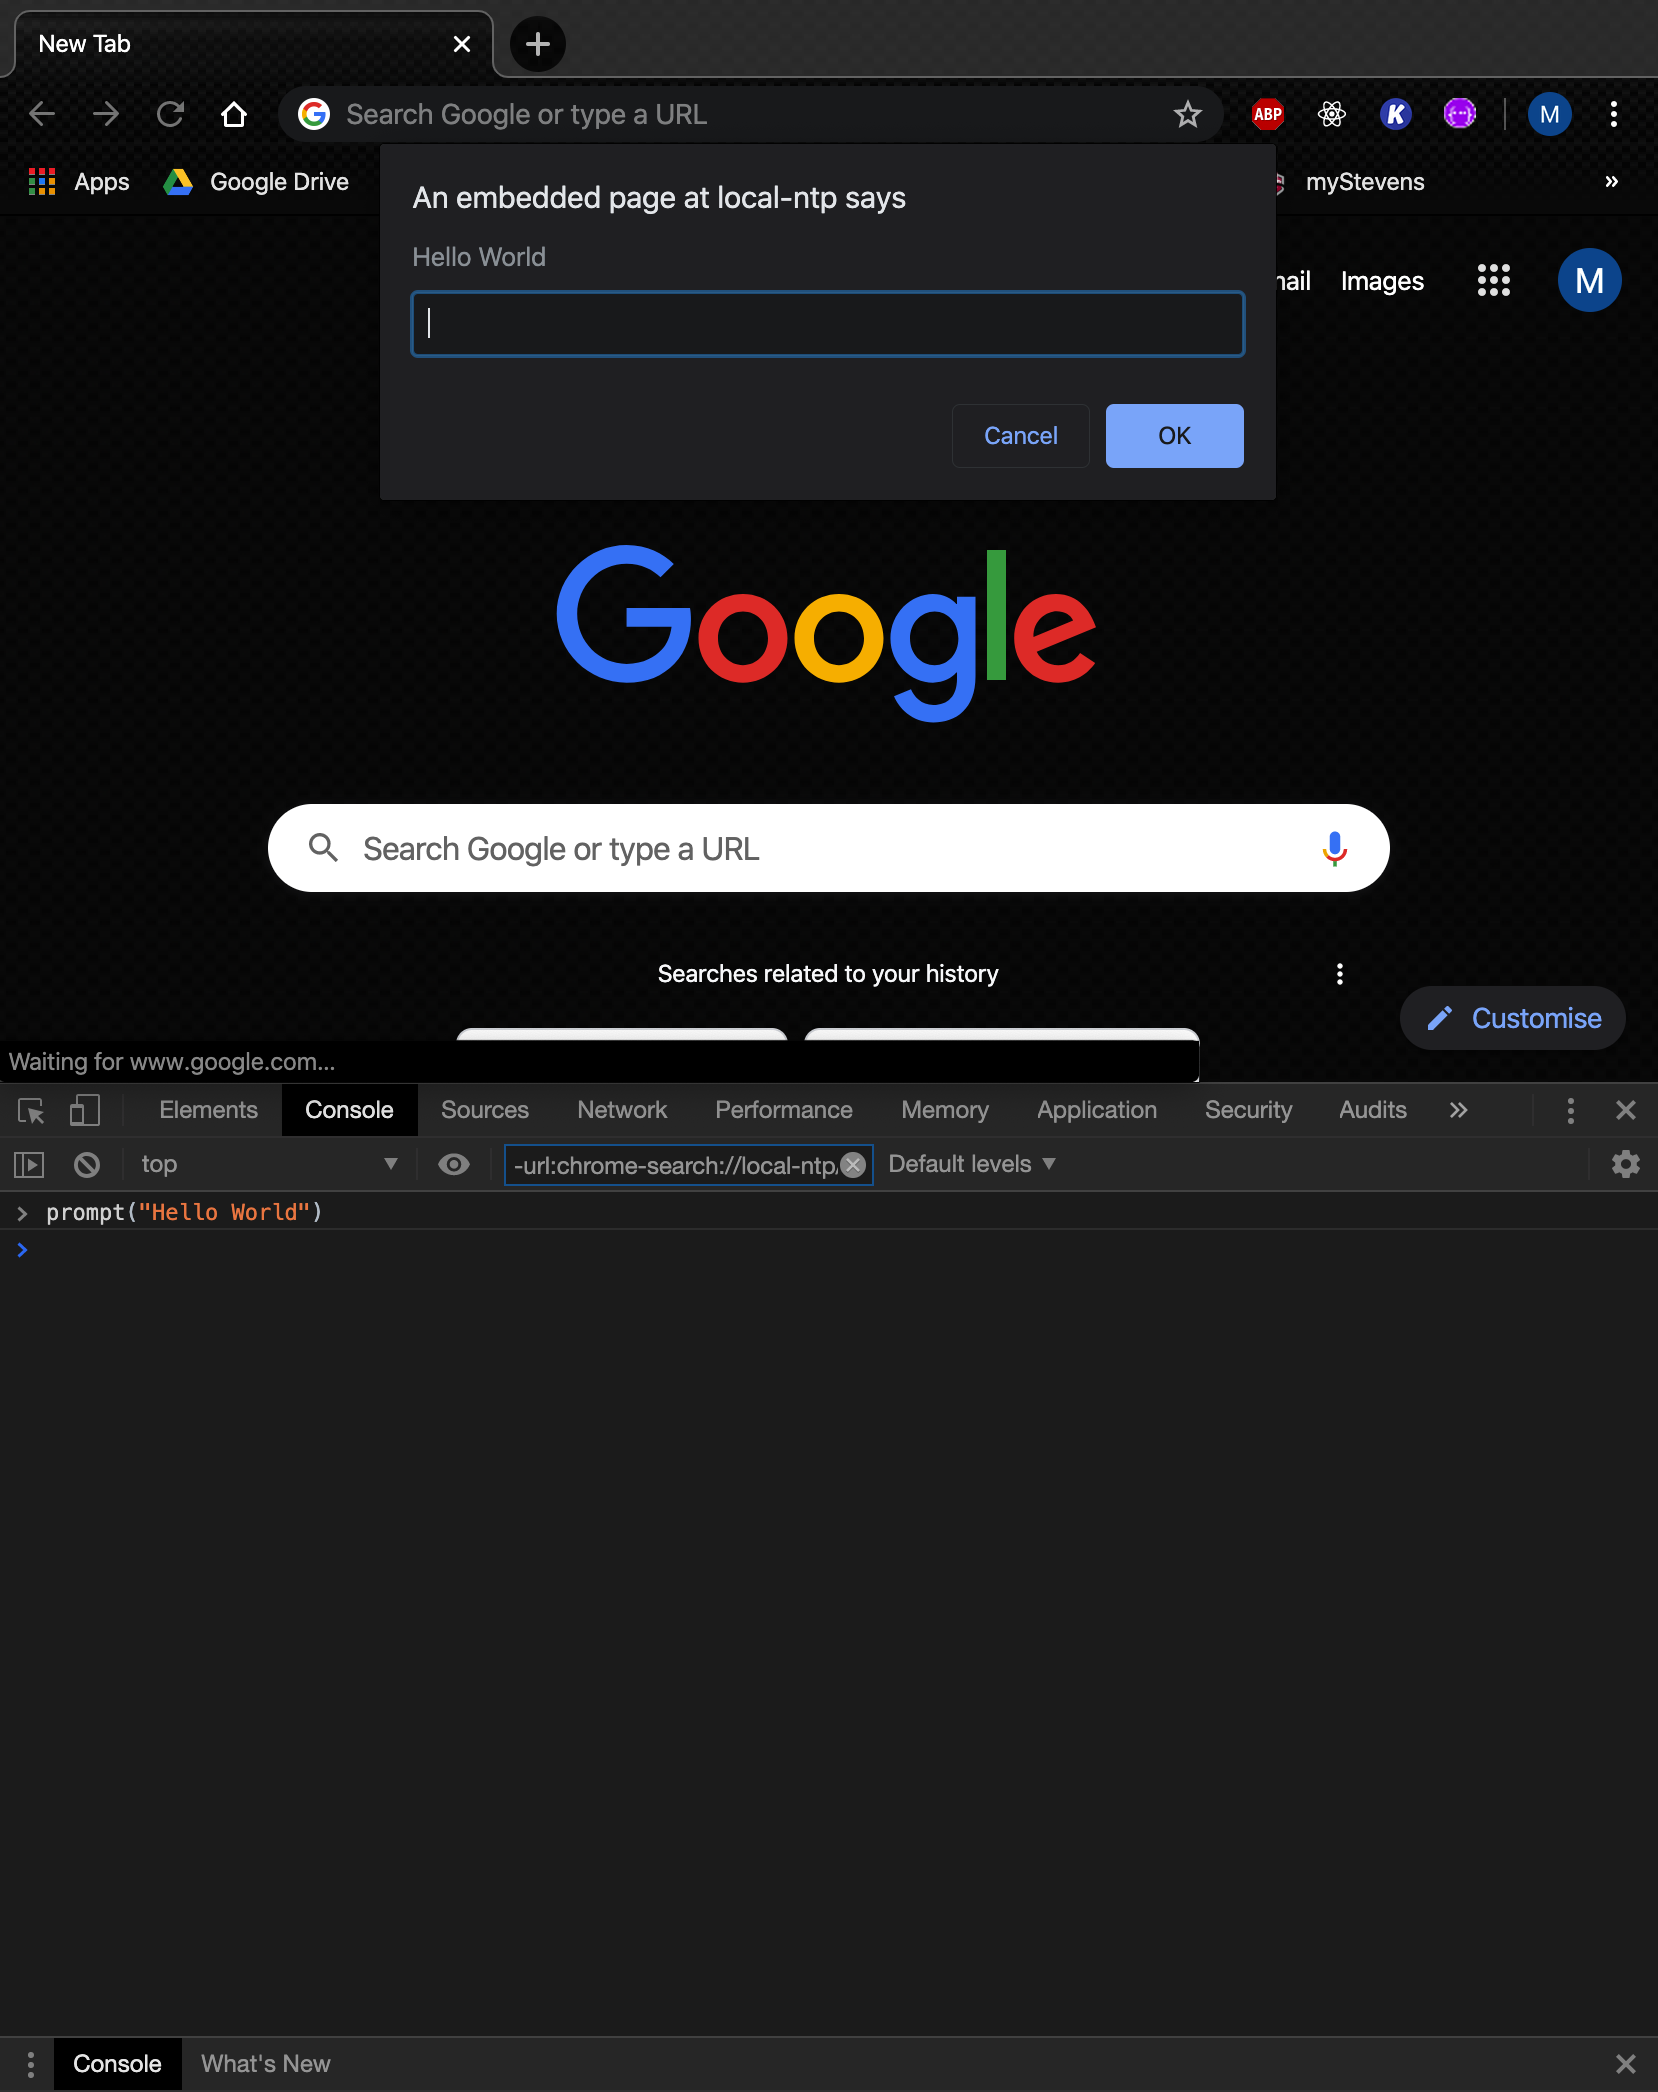 New Tab
Search Google or type a URL
ABP
K
M
Apps
Google Drive
myStevens
»
An embedded page at local-ntp says
Hello World
Cancel
OK
Images
M
Google
Search Google or type a URL
Searches related to your history
Customise
Waiting for www.google.com...
Elements Console Sources Network Performance Memory Application Security Audits »
top
-url:chrome-search://local-ntp/
Default levels
> prompt("Hello World")
>
Console
What's New